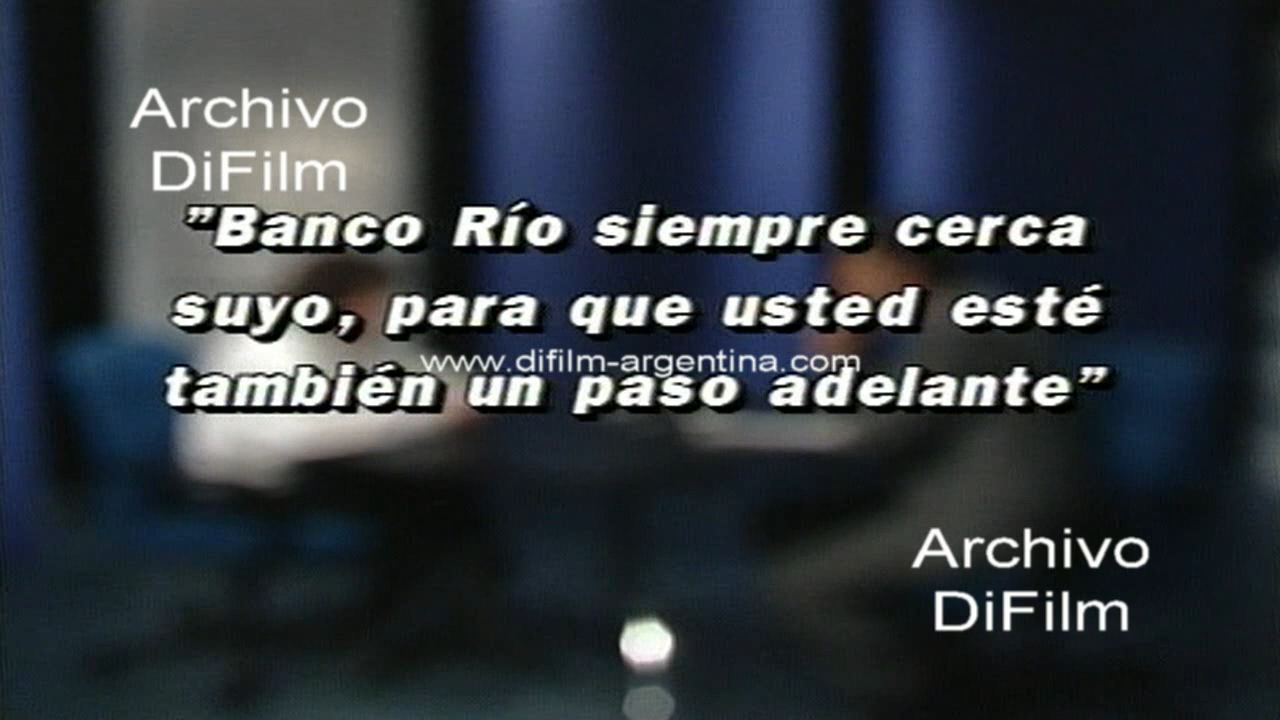 Archivo
DiFilm
"Banco Río siempre cerca
suyo, para que usted esté
www.difilm-argentina.com
también un paso adelante"
Archivo
DiFilm